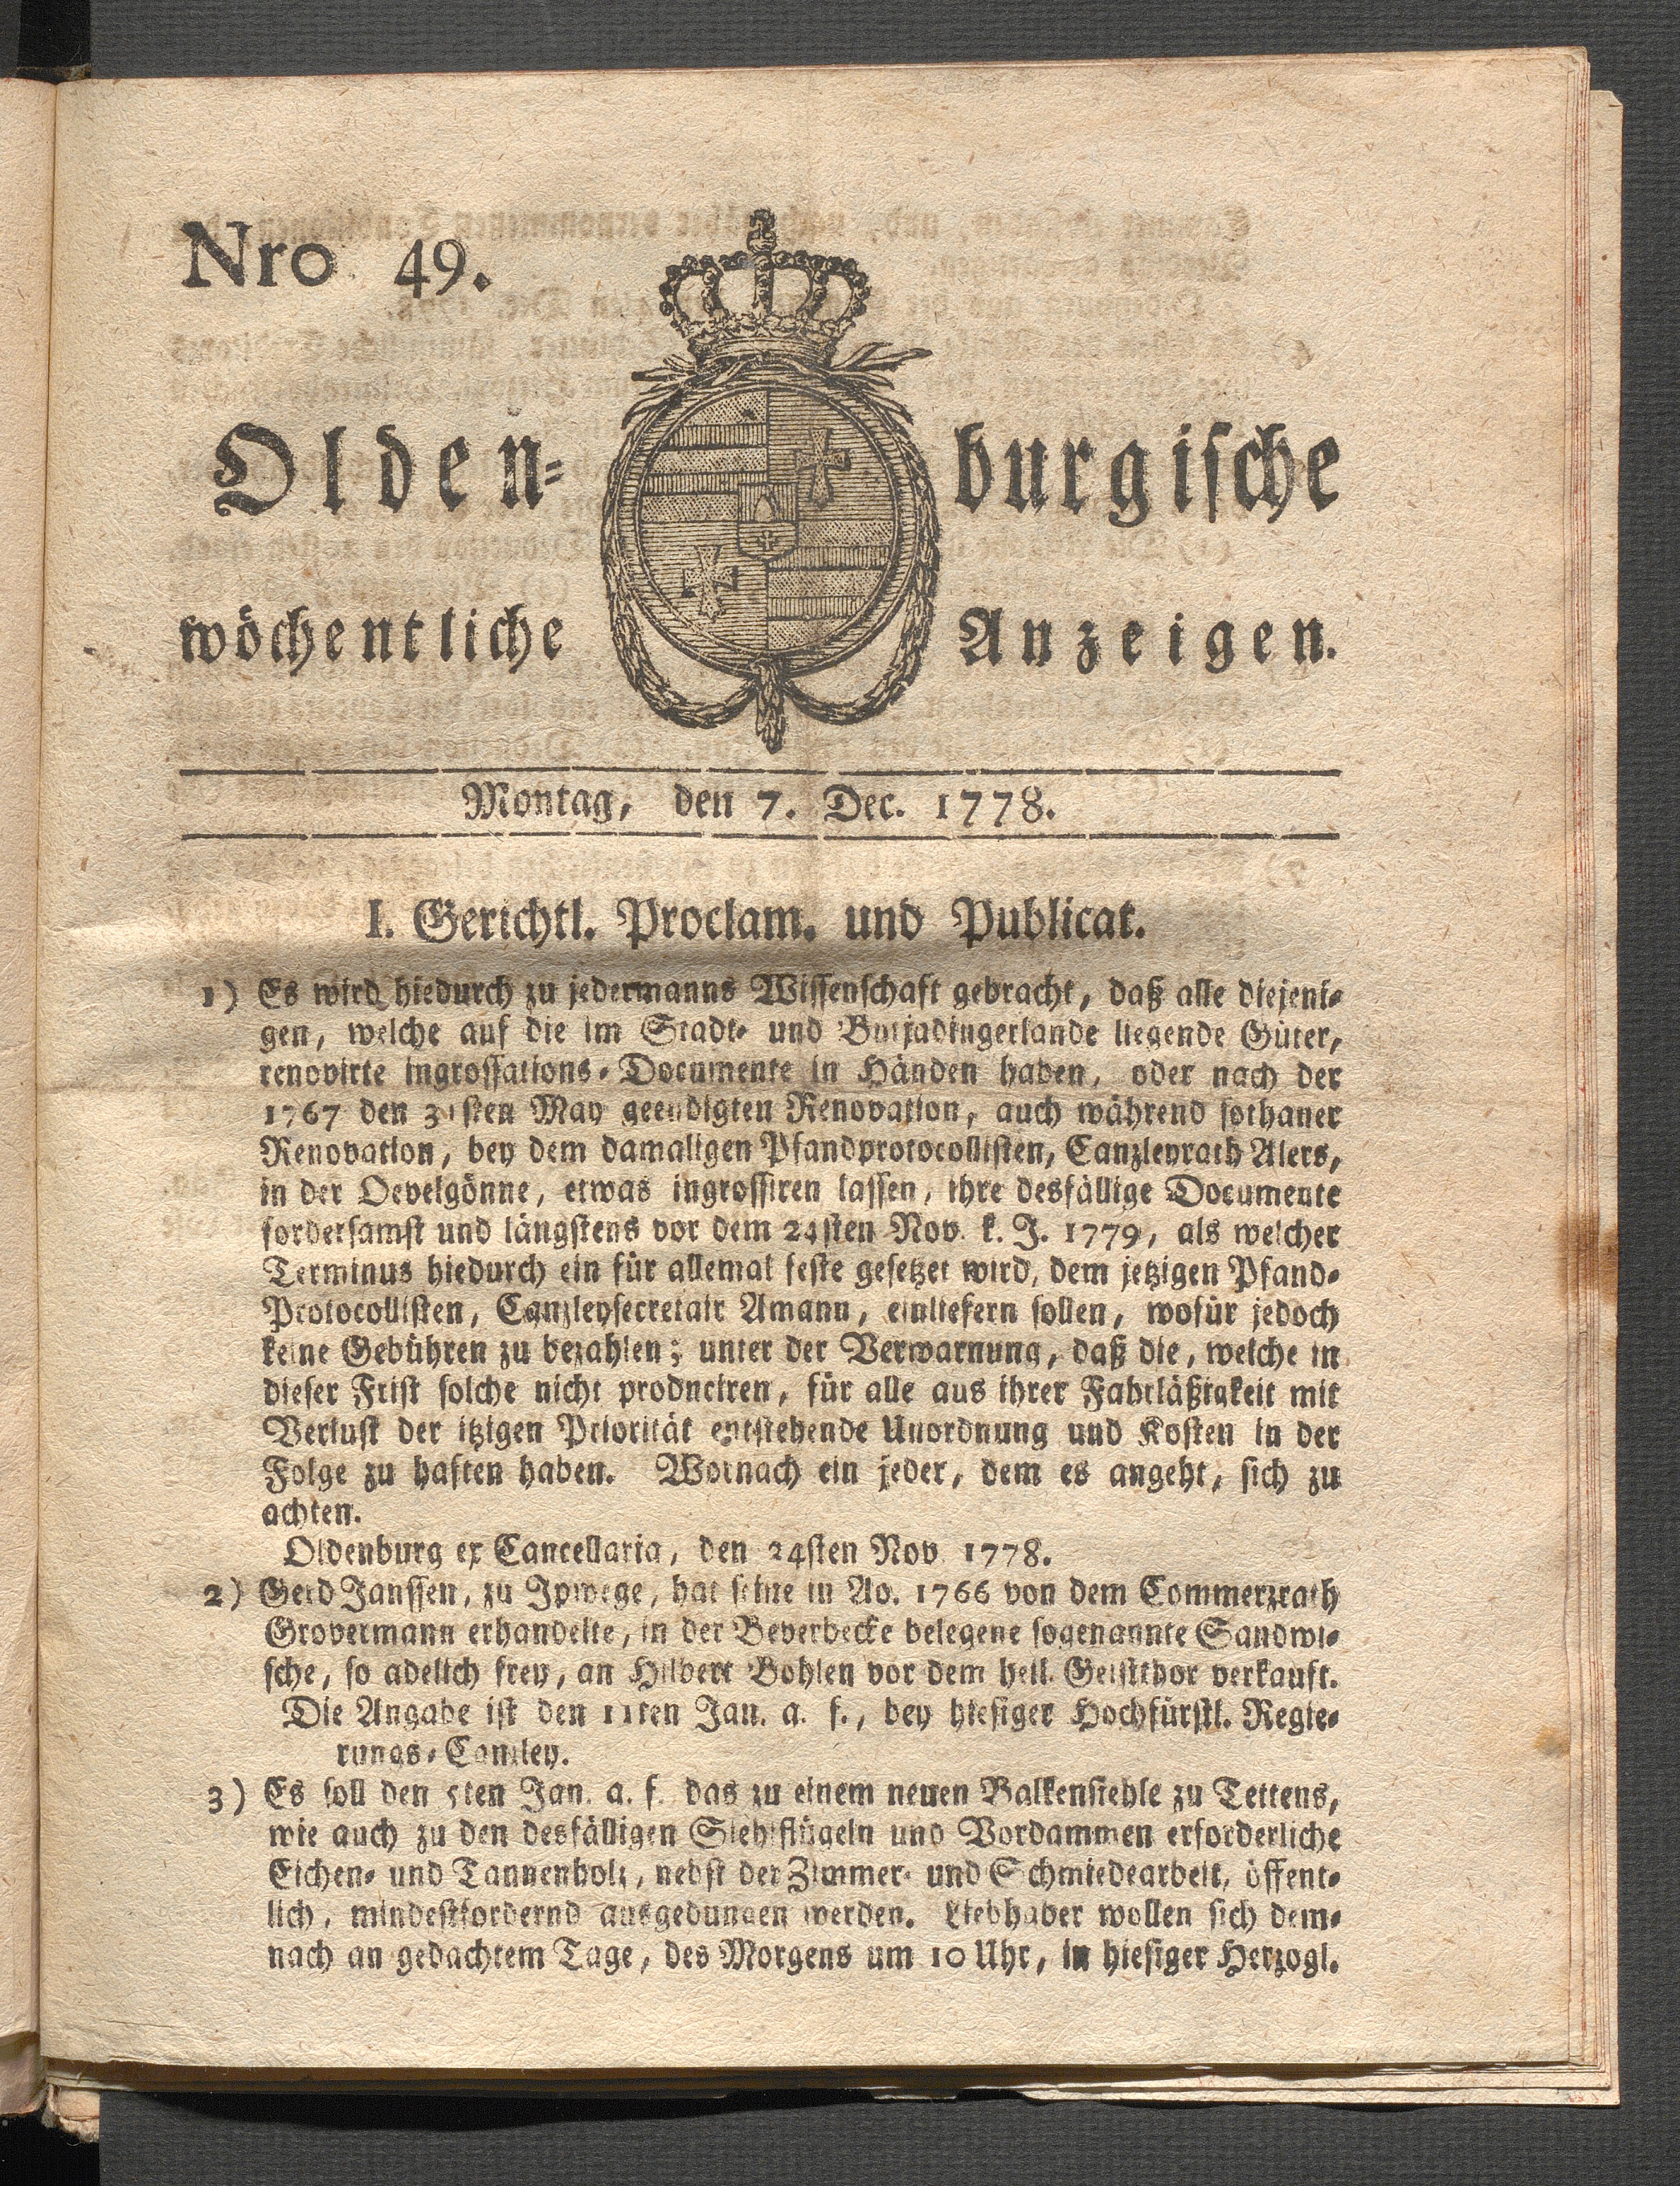 Nro 49.
Olden= burgische
wöchentliche Anzeigen.
Montag, den 7. Dec. 1778.
I. Gerichtl. Proclam. und Publicat.
1) Es wird hiedurch zu jedermanns Wissenschaft gebracht, daß alle diejeni=
gen, welche auf die im Stadt= und Butjadingerlande liegende Güter,
renovirte ingrossations=Documente in Händen haben, oder nach der
1767 den 31sten May geendigten Renovation, auch während sothaner
Renovation, bey dem damaligen Pfandprotocollisten, Canzleyrath Alers,
in der Oevelgönne, etwas ingrossiren lassen, ihre desfällige Documente
fordersamst und längstens vor dem 24sten Nov. k. J. 1779, als welcher
Terminus hiedurch ein für allemal feste gesetzet wird, dem jetzigen Pfand=
Protocollisten, Canzleysecretair Amann, einliefern sollen, wofür jedoch
keine Gebühren zu bezahlen; unter der Verwarnung, daß die, welche in
dieser Frist solche nicht produciren, für alle aus ihrer Fahrläßigkeit mit
Verlust der itzigen Priorität entstehende Unordnung und Kosten in der
Folge zu haften haben. Wornach ein jeder, dem es angeht, sich zu
achten.
Oldenburg ex Cancellaria, den 24sten Nov 1778.
2) Gerd Janssen, zu Ipwege, hat seine in Ao. 1766 von dem Commerzrath
Grovermann erhandelte, in der Beverbecke belegene sogenannte Sandwi=
sche, so adelich frey, an Hilbert Bohlen vor dem heil. Geistthor verkauft.
Die Angabe ist den 11ten Jan. a. f., bey hiesiger Hochfürstl. Regie=
rungs=Canzley.
3) Es soll den 5ten Jan. a. f. das zu einem neuen Balkensiehle zu Tettens,
wie auch zu den desfälligen Siehlflügeln und Vordammen erforderliche
Eichen= und Tannenholz, nebst der Zimmer= und Schmiedearbeit, öffent=
lich, mindestfordernd ausgedungen werden. Liebhaber wollen sich dem=
nach an gedachtem Tage, des Morgens um 10 Uhr, in hiesiger Herzogl.